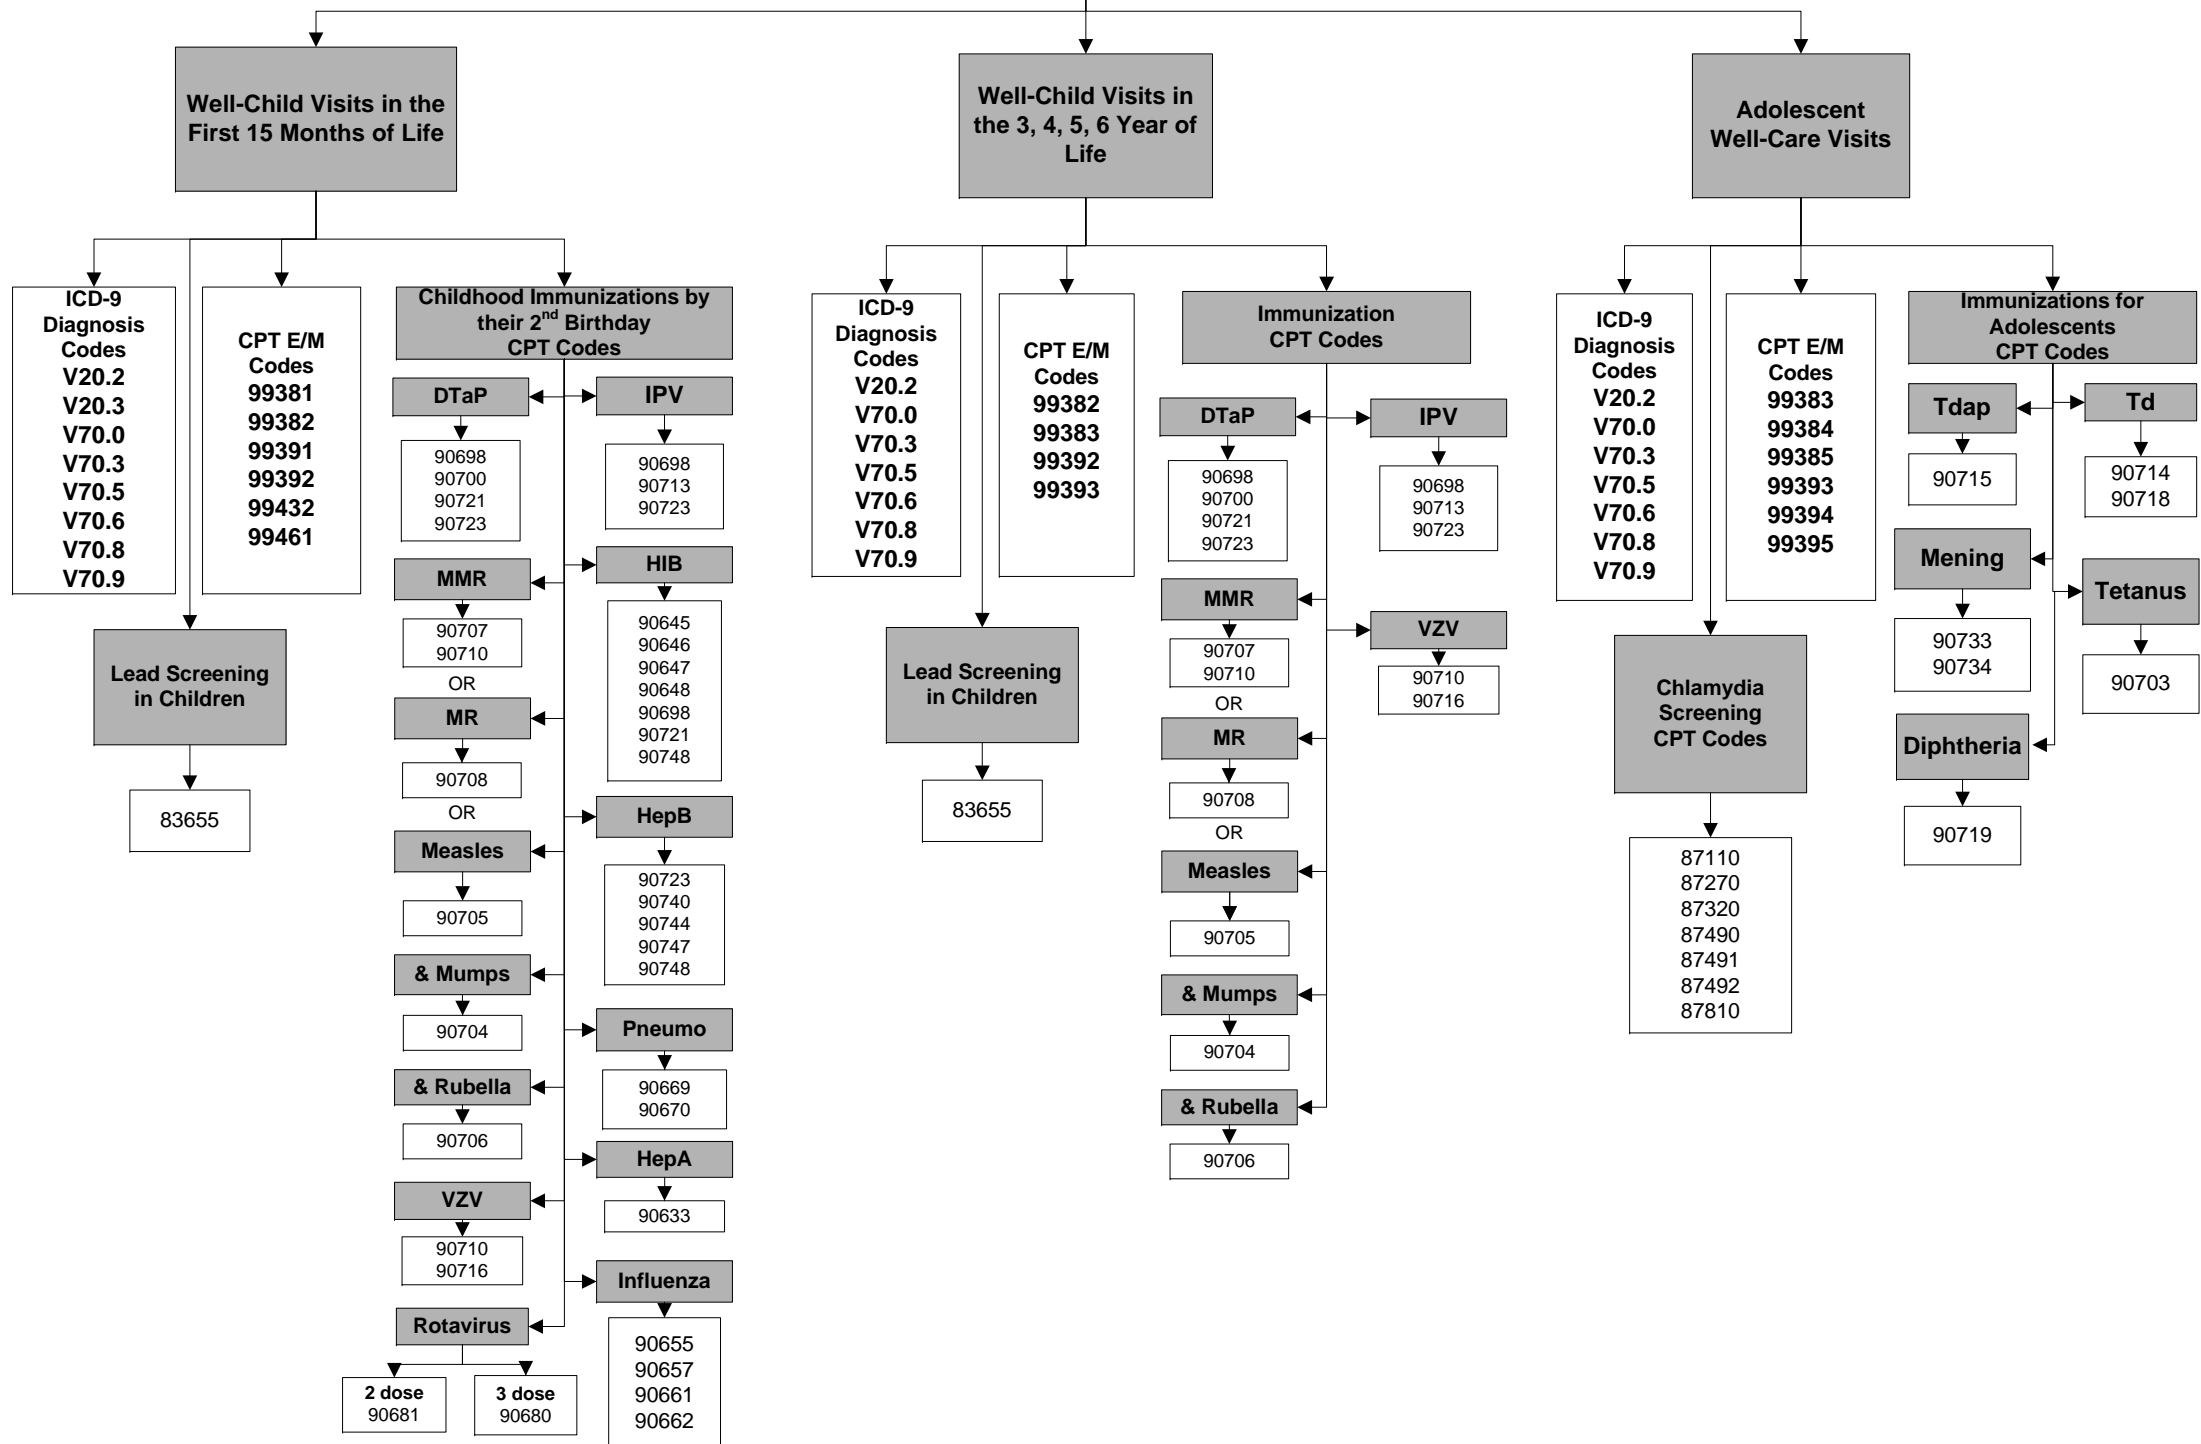 Well-Child Visits in the
First 15 Months of Life
ICD-9
Diagnosis
Codes
V20.2
V20.3
V70.0
V70.3
V70.5
V70.6
V70.8
V70.9
Lead Screening
in Children
83655
CPT E/M
Codes
99381
99382
99391
99392
99432
99461
Childhood Immunizations by
their 2nd Birthday
CPT Codes
DTaP
90698
90700
90721
90723
MMR
90707
90710
OR
MR
90708
OR
Measles
90705
& Mumps
90704
& Rubella
90706
VZV
90710
90716
Rotavirus
2 dose
90681
3 dose
90680
IPV
90698
90713
90723
HIB
90645
90646
90647
90648
90698
90721
90748
HepB
90723
90740
90744
90747
90748
Pneumo
90669
90670
HepA
90633
Influenza
90655
90657
90661
90662
Well-Child Visits in
the 3, 4, 5, 6 Year of
Life
ICD-9
Diagnosis
Codes
V20.2
V70.0
V70.3
V70.5
V70.6
V70.8
V70.9
Lead Screening
in Children
83655
CPT E/M
Codes
99382
99383
99392
99393
Immunization
CPT Codes
DTaP
90698
90700
90721
90723
MMR
90707
90710
OR
MR
90708
OR
Measles
90705
& Mumps
90704
& Rubella
90706
IPV
90698
90713
90723
VZV
90710
90716
Adolescent
Well-Care Visits
ICD-9
Diagnosis
Codes
V20.2
V70.0
V70.3
V70.5
V70.6
V70.8
V70.9
Chlamydia
Screening
CPT Codes
87110
87270
87320
87490
87491
87492
87810
CPT E/M
Codes
99383
99384
99385
99393
99394
99395
Immunizations for
Adolescents
CPT Codes
Tdap
90715
Mening
90733
90734
Diphtheria
90719
Td
90714
90718
Tetanus
90703